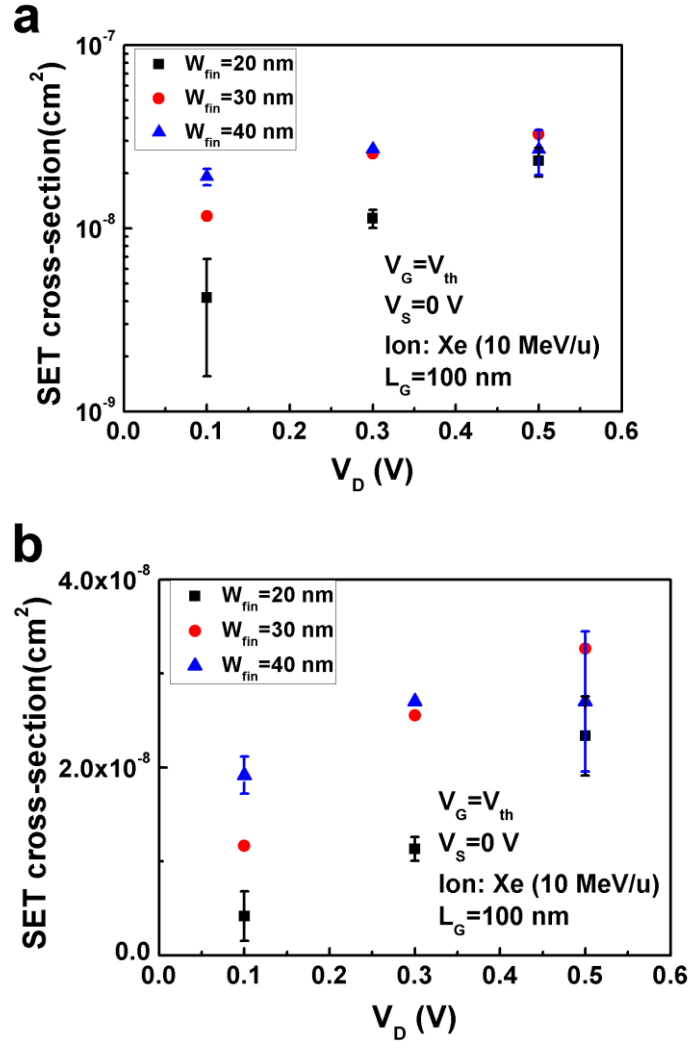 a
SET cross-section(cm²)
10⁻⁷
10⁻⁸
10⁻⁹
W_fin=20 nm
W_fin=30 nm
W_fin=40 nm
V_G=V_th
V_S=0 V
Ion: Xe (10 MeV/u)
L_G=100 nm
0.0 0.1 0.2 0.3 0.4 0.5 0.6
V_D (V)
b
SET cross-section(cm²)
4.0x10⁻⁸
2.0x10⁻⁸
0.0
W_fin=20 nm
W_fin=30 nm
W_fin=40 nm
V_G=V_th
V_S=0 V
Ion: Xe (10 MeV/u)
L_G=100 nm
0.0 0.1 0.2 0.3 0.4 0.5 0.6
V_D (V)